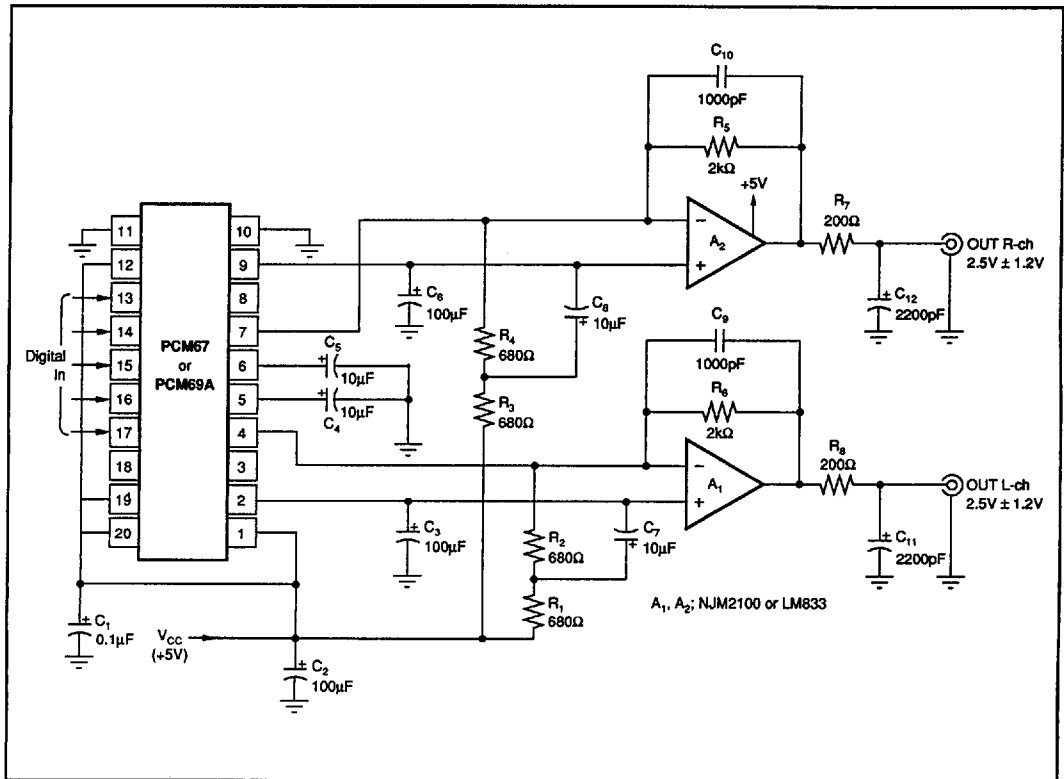 C10
1000pF
R5
2kΩ
+5V
A2
−
+
R7
200Ω
OUT R-ch
2.5V ± 1.2V
+
C12
2200pF
11
12
13
14
15
16
17
18
19
20
10
9
8
7
6
5
4
3
2
1
PCM67
or
PCM69A
Digital
In
+
C6
100µF
C8
+
10µF
R4
680Ω
R3
680Ω
C5
+
10µF
+
10µF
C4
C9
1000pF
R6
2kΩ
−
+
A1
R8
200Ω
OUT L-ch
2.5V ± 1.2V
+
C11
2200pF
+
C3
100µF
R2
680Ω
C7
+
10µF
R1
680Ω
A1, A2; NJM2100 or LM833
+
C1
0.1µF
VCC
(+5V)
+
C2
100µF